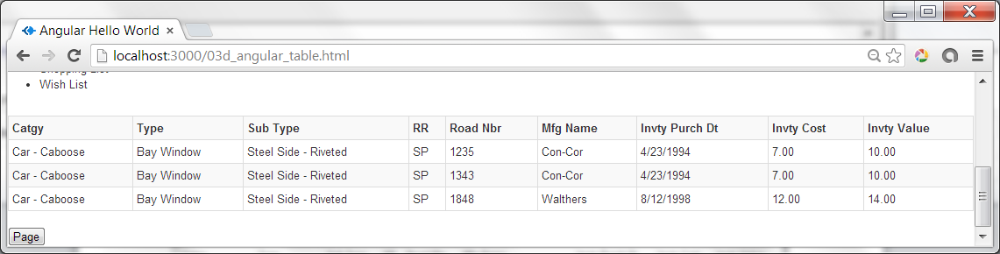 Angular Hello World
localhost:3000/03d_angular_table.html
Shopping List
Wish List
Catgy Type Sub Type RR Road Nbr Mfg Name Invty Purch Dt Invty Cost Invty Value
Car - Caboose Bay Window Steel Side - Riveted SP 1235 Con-Cor 4/23/1994 7.00 10.00
Car - Caboose Bay Window Steel Side - Riveted SP 1343 Con-Cor 4/23/1994 7.00 10.00
Car - Caboose Bay Window Steel Side - Riveted SP 1848 Walthers 8/12/1998 12.00 14.00
Page